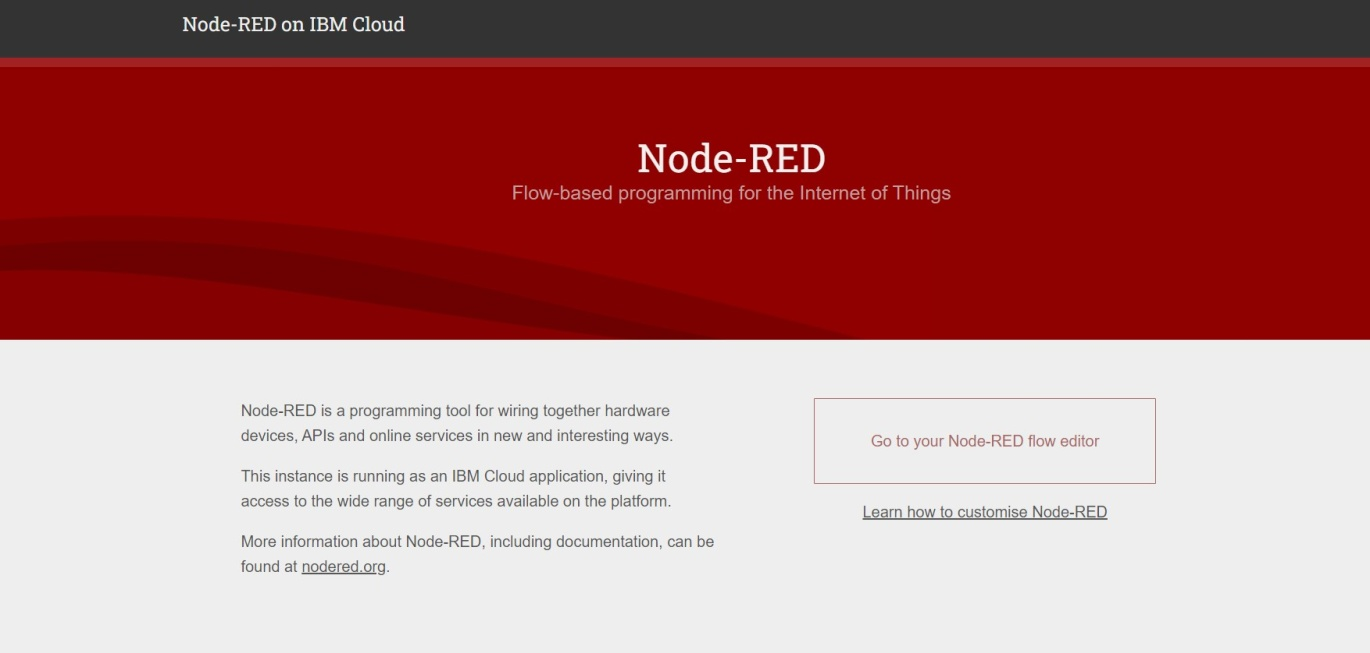 Node-RED on IBM Cloud
Node-RED
Flow-based programming for the Internet of Things
Node-RED is a programming tool for wiring together hardware
devices, APIs and online services in new and interesting ways.
This instance is running as an IBM Cloud application, giving it
access to the wide range of services available on the platform.
More information about Node-RED, including documentation, can be
found at nodered.org.
Go to your Node-RED flow editor
Learn how to customise Node-RED